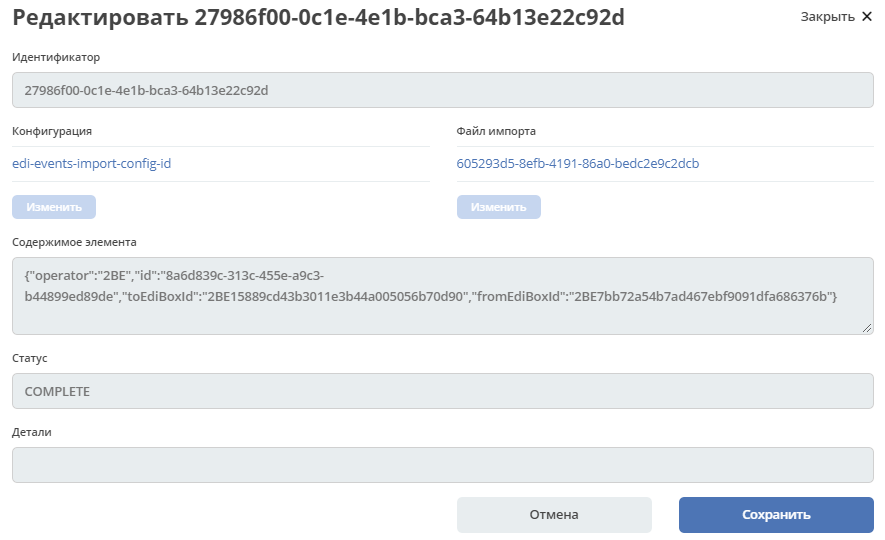 Редактировать 27986f00-0c1e-4e1b-bca3-64b13e22c92d
Закрыть ✕
Идентификатор
27986f00-0c1e-4e1b-bca3-64b13e22c92d
Конфигурация
Файл импорта
edi-events-import-config-id
605293d5-8efb-4191-86a0-bedc2e9c2dcb
Изменить
Изменить
Содержимое элемента
{"operator":"2BE","id":"8a6d839c-313c-455e-a9c3-
b44899ed89de","toEdiBoxId":"2BE15889cd43b3011e3b44a005056b70d90","fromEdiBoxId":"2BE7bb72a54b7ad467ebf9091dfa686376b"}
Статус
COMPLETE
Детали
Отмена
Сохранить